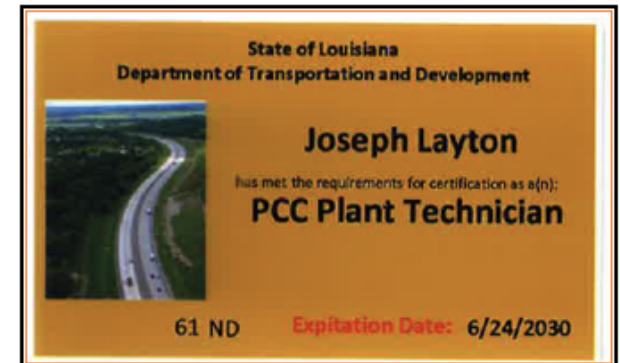 State of Louisiana
Department of Transportation and Development
Joseph Layton
has met the requirements for certification as a(n):
PCC Plant Technician
61 ND Expitation Date: 6/24/2030